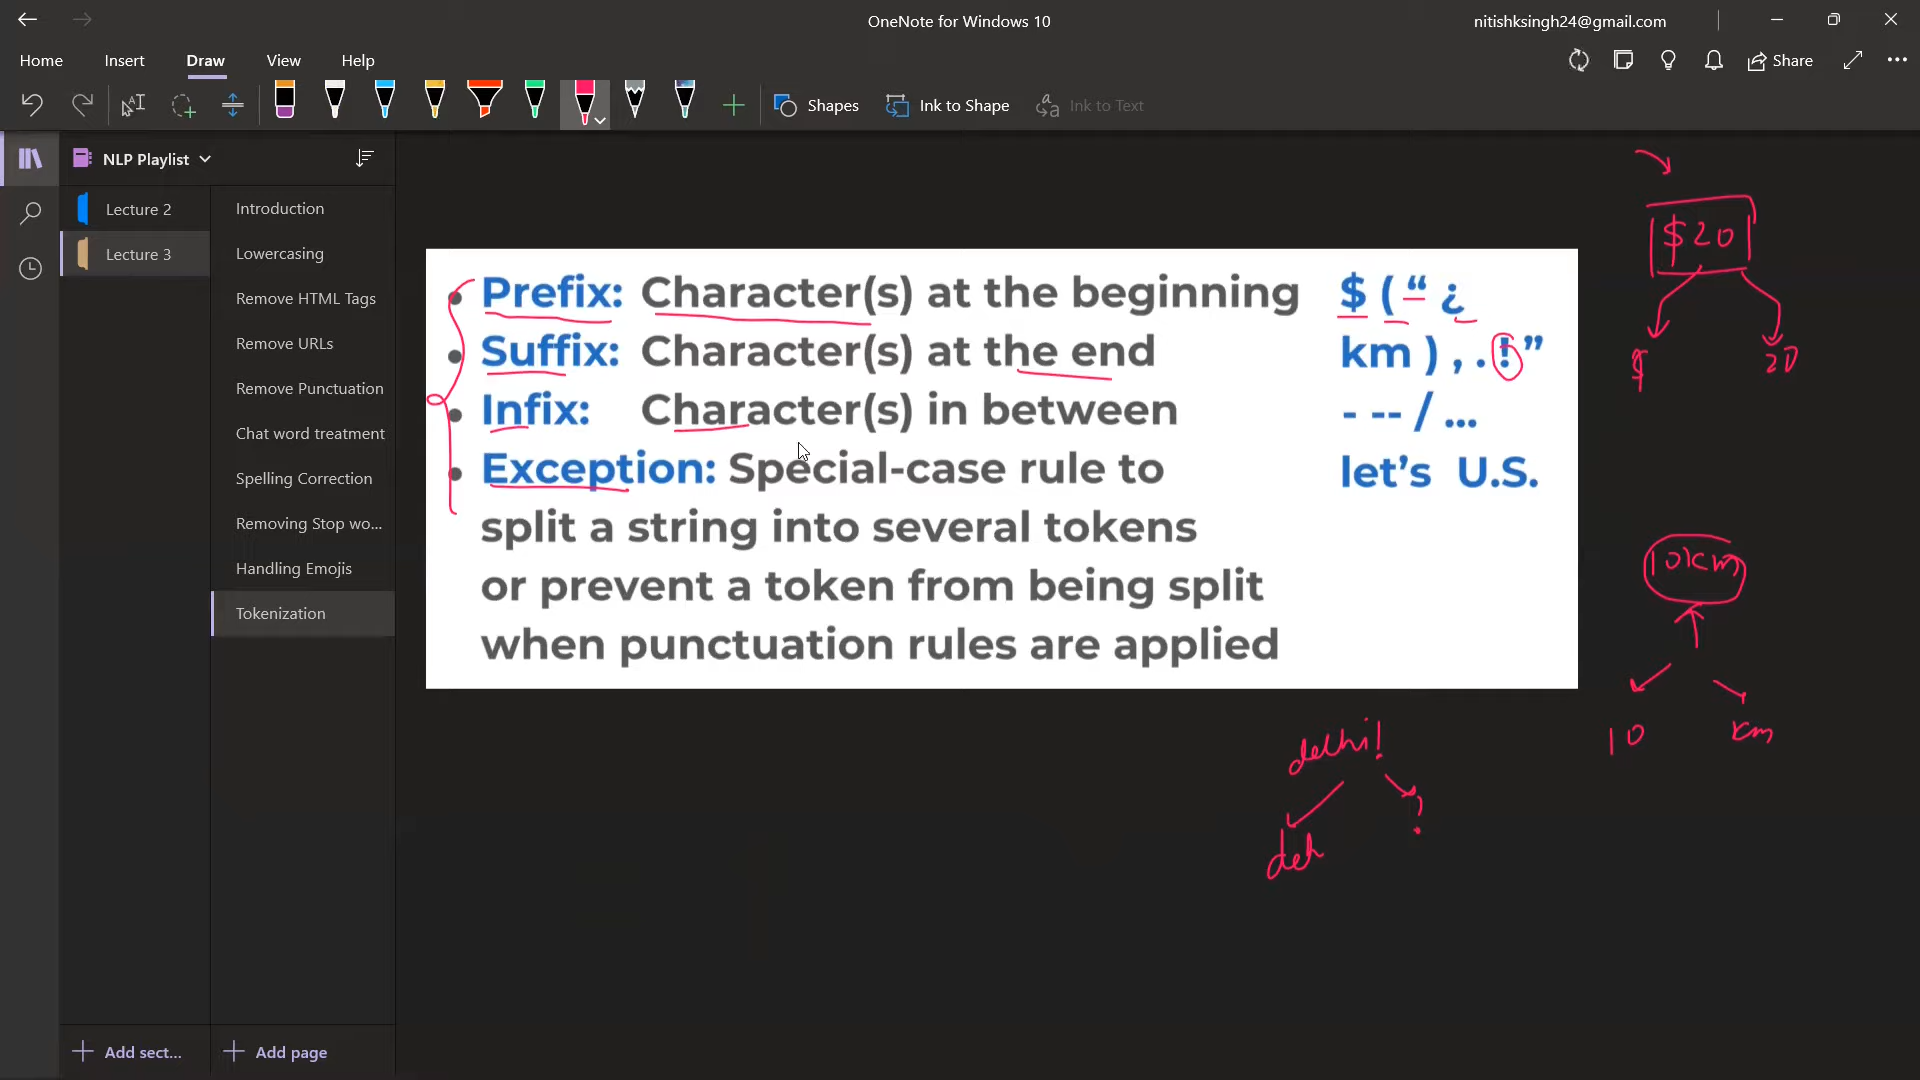 OneNote for Windows 10
nitishksingh24@gmail.com
Home Insert Draw View Help
Share
Shapes Ink to Shape Ink to Text
NLP Playlist
Lecture 2
Lecture 3
Introduction
Lowercasing
Remove HTML Tags
Remove URLs
Remove Punctuation
Chat word treatment
Spelling Correction
Removing Stop wo...
Handling Emojis
Tokenization
Add sect...
Add page
• Prefix: Character(s) at the beginning $ ( “ ¿
• Suffix: Character(s) at the end km ) , . ! ”
• Infix: Character(s) in between - -- / ...
• Exception: Special-case rule to let’s U.S.
split a string into several tokens
or prevent a token from being split
when punctuation rules are applied
$20
$ 20
10km
10 km
delhi!
deh !